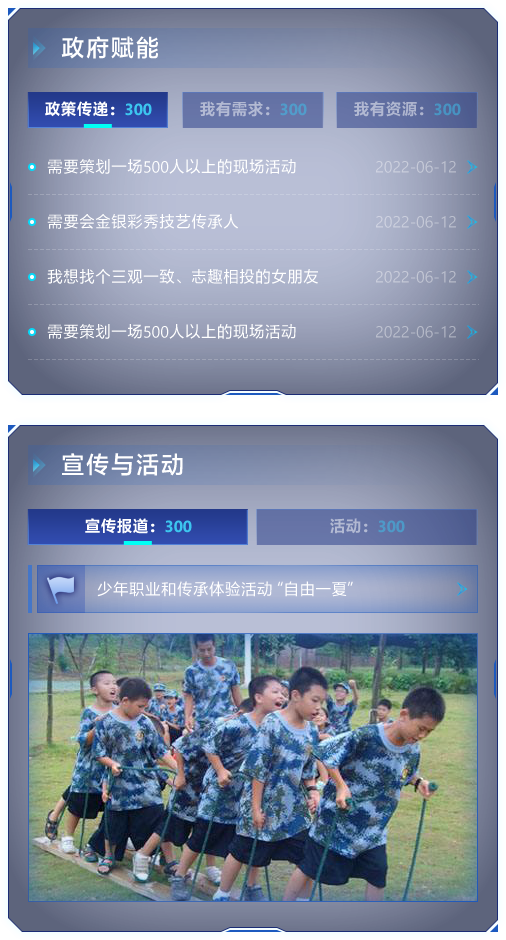 政府赋能
政策传递：300 我有需求：300 我有资源：300
需要策划一场500人以上的现场活动 2022-06-12
需要会金银彩秀技艺传承人 2022-06-12
我想找个三观一致、志趣相投的女朋友 2022-06-12
需要策划一场500人以上的现场活动 2022-06-12
宣传与活动
宣传报道：300 活动：300
少年职业和传承体验活动 “自由一夏”